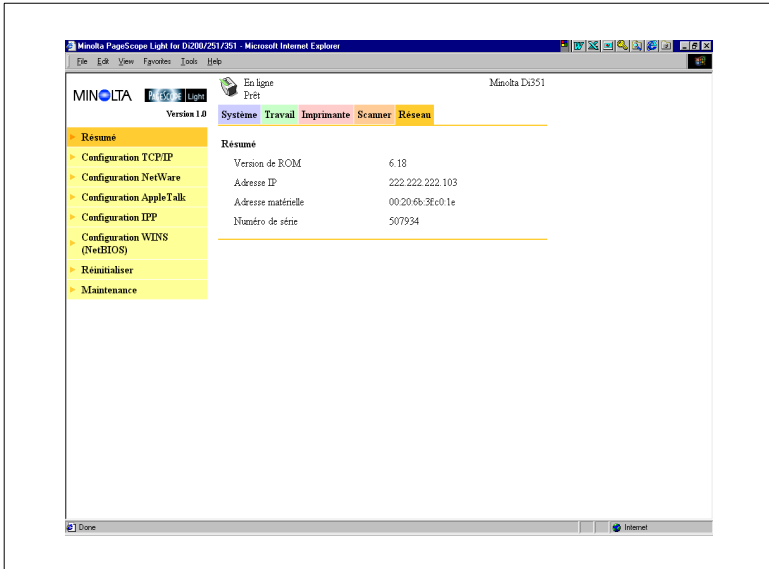 Minolta PageScope Light for Di200/251/351 - Microsoft Internet Explorer
File Edit View Favorites Tools Help
MINOLTA PAGESCOPE Light
Version 1.0
En ligne
Prêt
Minolta Di351
Système Travail Imprimante Scanner Réseau
Résumé
Configuration TCP/IP
Configuration NetWare
Configuration AppleTalk
Configuration IPP
Configuration WINS
(NetBIOS)
Réinitialiser
Maintenance
Résumé
Version de ROM 6.18
Adresse IP 222.222.222.103
Adresse matérielle 00:20:6b:3f:c0:1e
Numéro de série 507934
Done
Internet